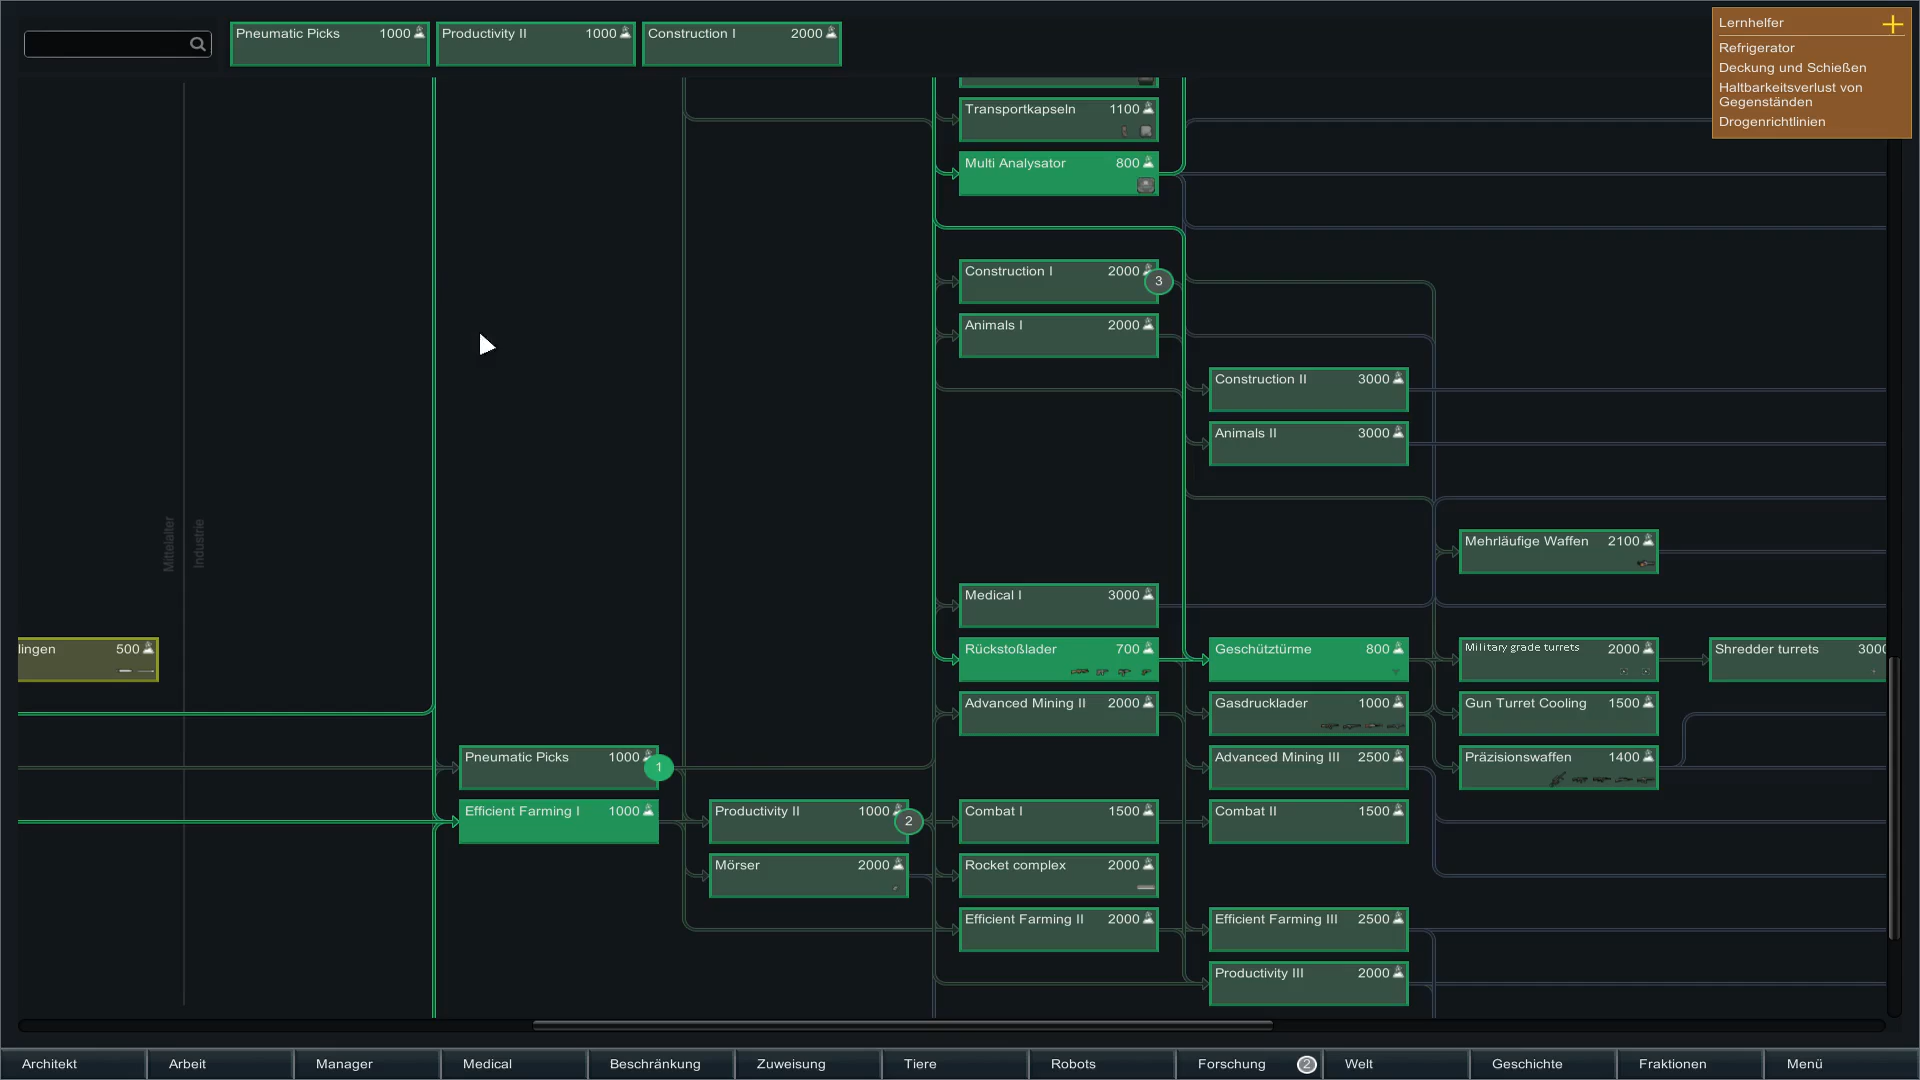 Pneumatic Picks 1000
Productivity II 1000
Construction I 2000
Lernhelfer
Refrigerator
Deckung und Schießen
Haltbarkeitsverlust von
Gegenständen
Drogenrichtlinien
Transportkapseln 1100
Multi Analysator 800
Construction I 2000
3
Animals I 2000
Construction II 3000
Animals II 3000
Mittelalter
Industrie
Mehrläufige Waffen 2100
Medical I 3000
lingen 500
Rückstoßlader 700
Geschütztürme 800
Military grade turrets 2000
Shredder turrets 3000
Advanced Mining II 2000
Gasdrucklader 1000
Gun Turret Cooling 1500
Pneumatic Picks 1000
1
Advanced Mining III 2500
Präzisionswaffen 1400
Efficient Farming I 1000
Productivity II 1000
2
Combat I 1500
Combat II 1500
Mörser 2000
Rocket complex 2000
Efficient Farming II 2000
Efficient Farming III 2500
Productivity III 2000
Architekt
Arbeit
Manager
Medical
Beschränkung
Zuweisung
Tiere
Robots
Forschung 2
Welt
Geschichte
Fraktionen
Menü